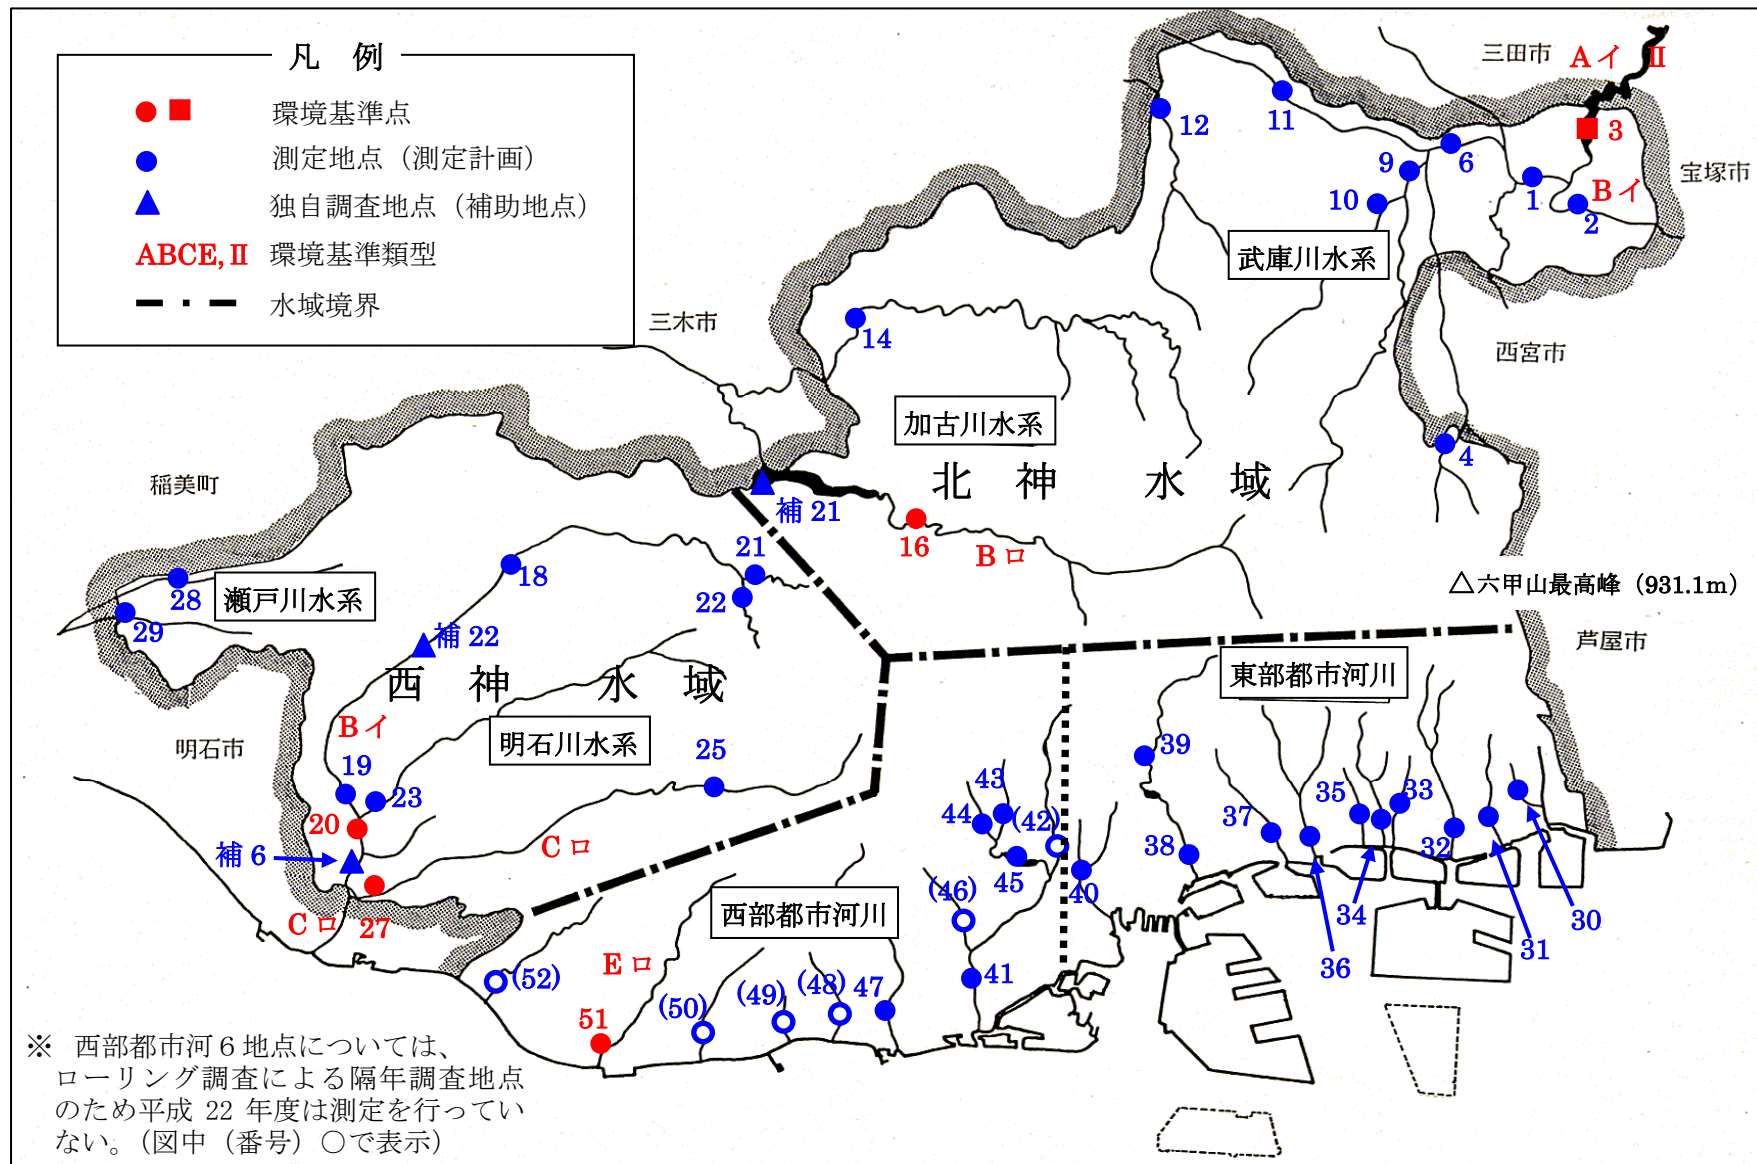 凡 例
環境基準点
測定地点（測定計画）
独自調査地点（補助地点）
ABCE, Ⅱ 環境基準類型
水域境界
三田市 Aイ Ⅱ
3
宝塚市
Bイ
12
11
6
9
10
1
2
武庫川水系
西宮市
三木市
14
加古川水系
4
北 神 水 域
稲美町
補 21
16
Bロ
△六甲山最高峰（931.1m）
芦屋市
21
22
18
28
瀬戸川水系
29
補 22
西 神 水 域
Bイ
明石川水系
明石市
19
23
25
20
補 6
Cロ
Cロ
27
東部都市河川
39
43
44
(42)
45
40
38
37
35
33
32
36
34
31
30
(46)
西部都市河川
41
Eロ
(52)
51
(50)
(49)
(48)
47
※ 西部都市河６地点については、
ローリング調査による隔年調査地点
のため平成 22 年度は測定を行ってい
ない。（図中（番号）○で表示）